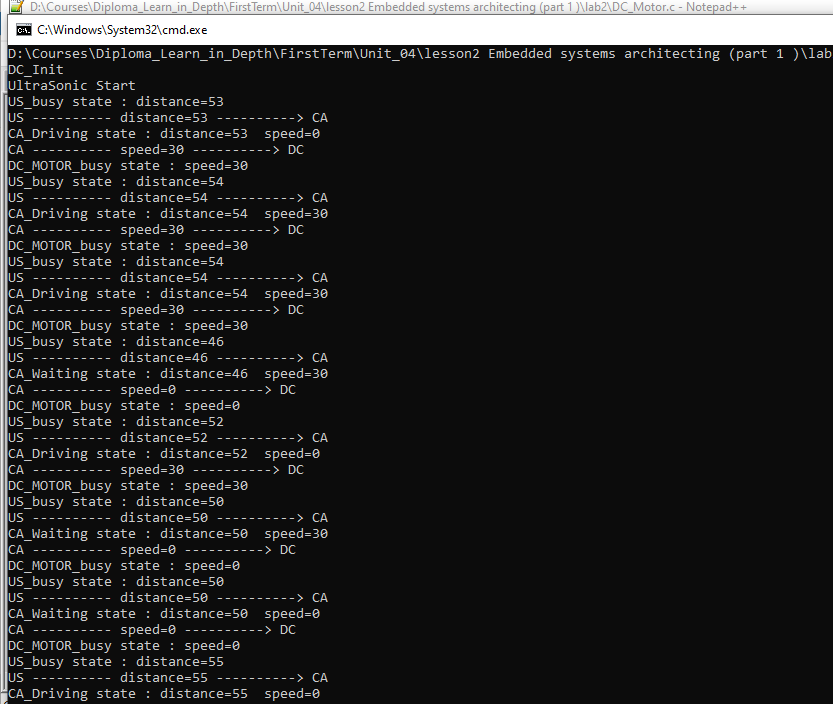 D:\Courses\Diploma_Learn_in_Depth\FirstTerm\Unit_04\lesson2 Embedded systems architecting (part 1 )\lab2\DC_Motor.c - Notepad++
C:\Windows\System32\cmd.exe
D:\Courses\Diploma_Learn_in_Depth\FirstTerm\Unit_04\lesson2 Embedded systems architecting (part 1 )\lab
DC_Init
UltraSonic Start
US_busy state : distance=53
US ---------- distance=53 ----------> CA
CA_Driving state : distance=53  speed=0
CA ---------- speed=30 ----------> DC
DC_MOTOR_busy state : speed=30
US_busy state : distance=54
US ---------- distance=54 ----------> CA
CA_Driving state : distance=54  speed=30
CA ---------- speed=30 ----------> DC
DC_MOTOR_busy state : speed=30
US_busy state : distance=54
US ---------- distance=54 ----------> CA
CA_Driving state : distance=54  speed=30
CA ---------- speed=30 ----------> DC
DC_MOTOR_busy state : speed=30
US_busy state : distance=46
US ---------- distance=46 ----------> CA
CA_Waiting state : distance=46  speed=30
CA ---------- speed=0 ----------> DC
DC_MOTOR_busy state : speed=0
US_busy state : distance=52
US ---------- distance=52 ----------> CA
CA_Driving state : distance=52  speed=0
CA ---------- speed=30 ----------> DC
DC_MOTOR_busy state : speed=30
US_busy state : distance=50
US ---------- distance=50 ----------> CA
CA_Waiting state : distance=50  speed=30
CA ---------- speed=0 ----------> DC
DC_MOTOR_busy state : speed=0
US_busy state : distance=50
US ---------- distance=50 ----------> CA
CA_Waiting state : distance=50  speed=0
CA ---------- speed=0 ----------> DC
DC_MOTOR_busy state : speed=0
US_busy state : distance=55
US ---------- distance=55 ----------> CA
CA_Driving state : distance=55  speed=0